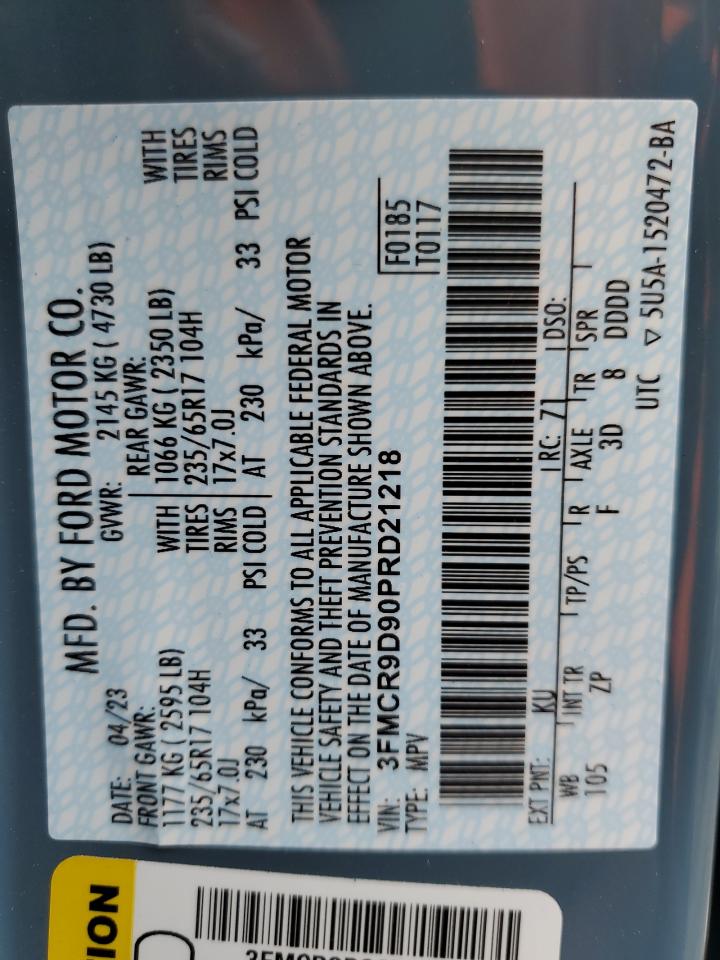 MFD. BY FORD MOTOR CO.
DATE: 04/23 GVWR: 2145 KG ( 4730 LB)
FRONT GAWR: REAR GAWR:
1177 KG ( 2595 LB) WITH 1066 KG ( 2350 LB) WITH
235/65R17 104H TIRES 235/65R17 104H TIRES
17x7.0J RIMS 17x7.0J RIMS
AT 230 kPa/ 33 PSI COLD AT 230 kPa/ 33 PSI COLD
THIS VEHICLE CONFORMS TO ALL APPLICABLE FEDERAL MOTOR
VEHICLE SAFETY AND THEFT PREVENTION STANDARDS IN
EFFECT ON THE DATE OF MANUFACTURE SHOWN ABOVE.
VIN: 3FMCR9D90PRD21218 F0185
TYPE: MPV T0117
EXT PNT: KU RC: Z1 DSO:
WB INT TR TP/PS R AXLE TR SPR
105 ZP F 3D 8 DDDD
UTC ▽ 5U5A-1520472-BA